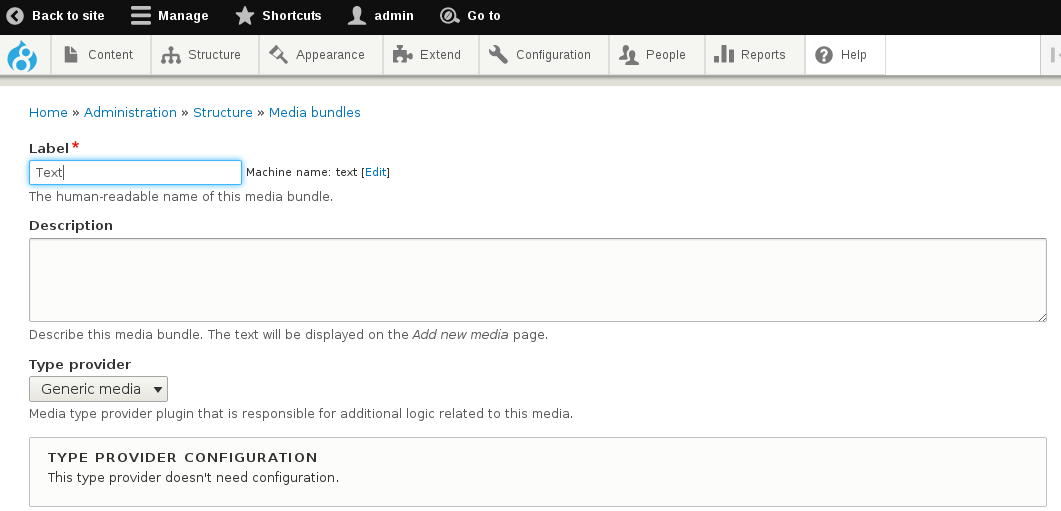 Back to site Manage Shortcuts admin Go to
Content Structure Appearance Extend Configuration People Reports Help
Home » Administration » Structure » Media bundles
Label*
Text Machine name: text [Edit]
The human-readable name of this media bundle.
Description
Describe this media bundle. The text will be displayed on the Add new media page.
Type provider
Generic media
Media type provider plugin that is responsible for additional logic related to this media.
TYPE PROVIDER CONFIGURATION
This type provider doesn't need configuration.